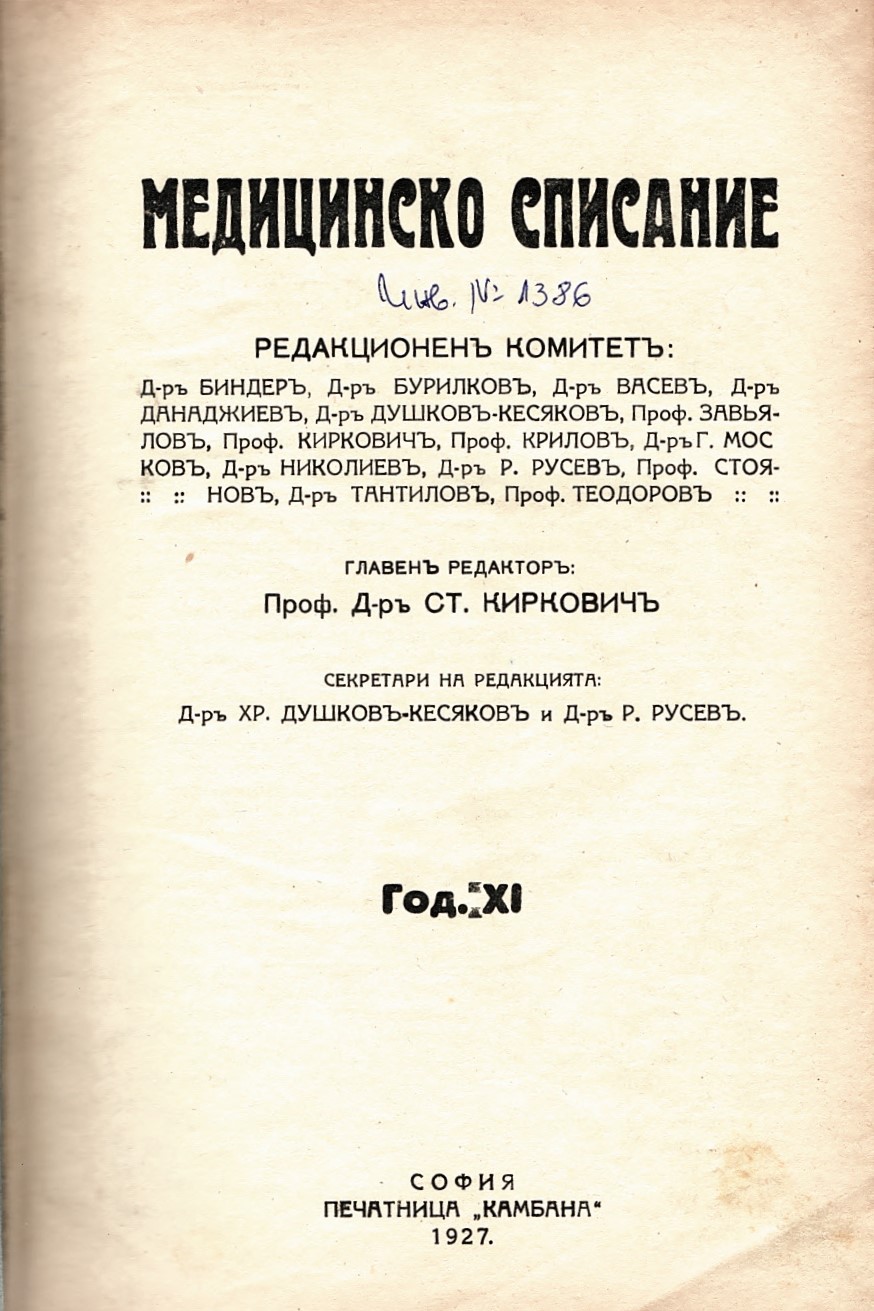 МЕДИЦИНСКО СПИСАНИЕ
Инв. № 1386
РЕДАКЦИОНЕНЪ КОМИТЕТЪ:
Д-ръ БИНДЕРЪ, Д-ръ БУРИЛКОВЪ, Д-ръ ВАСЕВЪ, Д-ръ
ДАНАДЖИЕВЪ, Д-ръ ДУШКОВЪ-КЕСЯКОВЪ, Проф. ЗАВЬЯ-
ЛОВЪ, Проф. КИРКОВИЧЪ, Проф. КРИЛОВЪ, Д-ръ Г. МОС
КОВЪ, Д-ръ НИКОЛИЕВЪ, Д-ръ Р. РУСЕВЪ, Проф. СТОЯ-
:: :: НОВЪ, Д-ръ ТАНТИЛОВЪ, Проф. ТЕОДОРОВЪ :: ::
ГЛАВЕНЪ РЕДАКТОРЪ:
Проф. Д-ръ СТ. КИРКОВИЧЪ
СЕКРЕТАРИ НА РЕДАКЦИЯТА:
Д-ръ ХР. ДУШКОВЪ-КЕСЯКОВЪ и Д-ръ Р. РУСЕВЪ.
Год. XI
СОФИЯ
ПЕЧАТНИЦА „КАМБАНА“
1927.